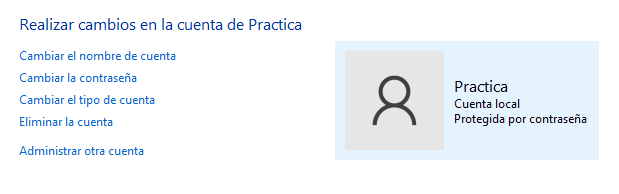 Realizar cambios en la cuenta de Practica
Cambiar el nombre de cuenta
Cambiar la contraseña
Cambiar el tipo de cuenta
Eliminar la cuenta
Administrar otra cuenta
Practica
Cuenta local
Protegida por contraseña